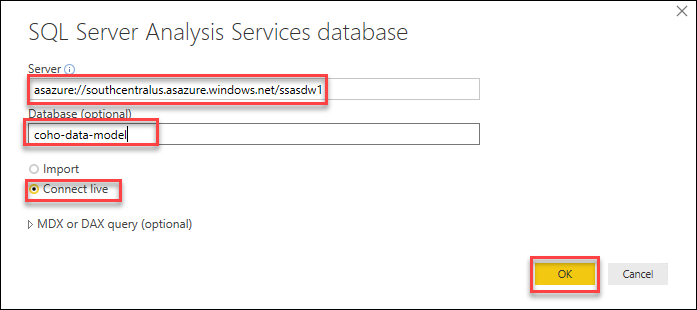 SQL Server Analysis Services database
Server
asazure://southcentralus.asazure.windows.net/ssasdw1
Database (optional)
coho-data-model
Import
Connect live
MDX or DAX query (optional)
OK Cancel